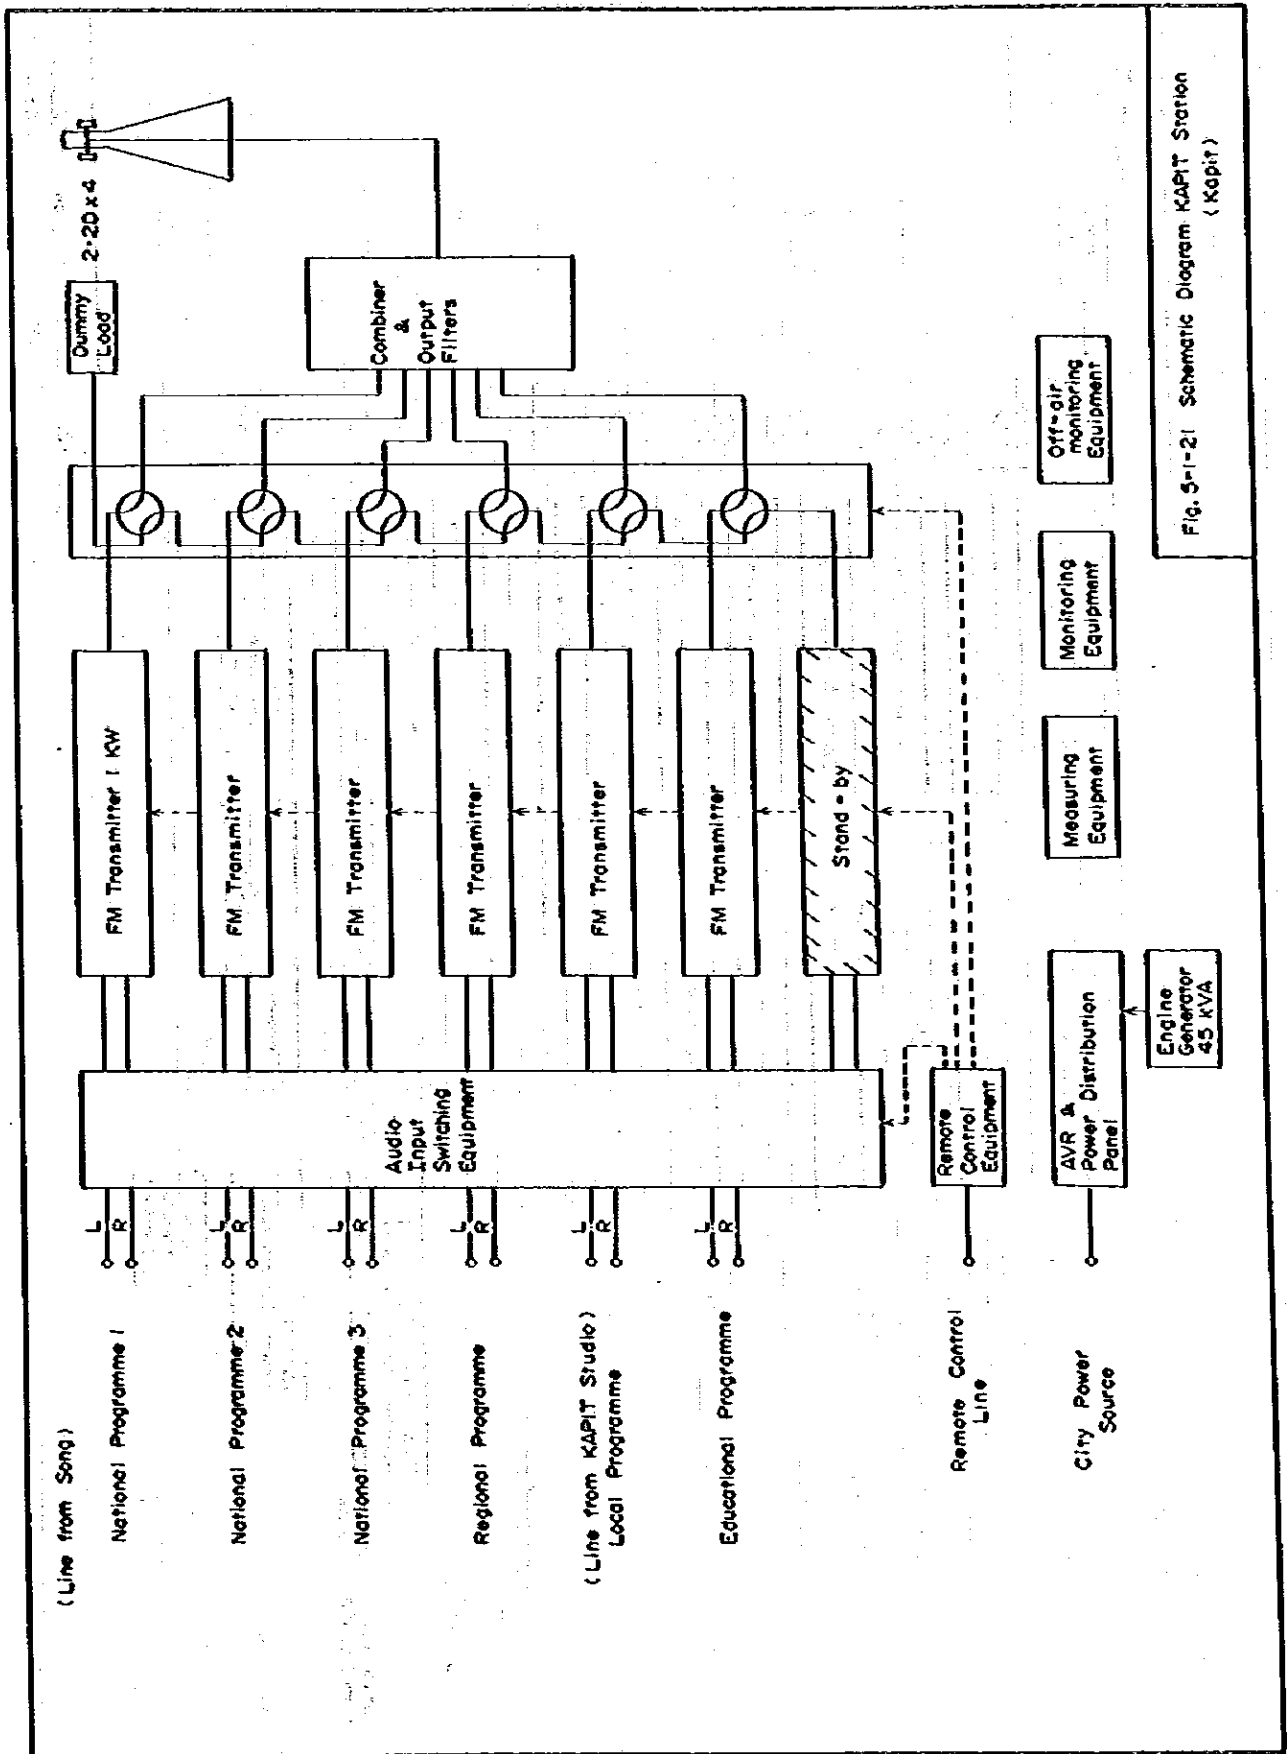 (Line from Song)
National Programme 1
National Programme 2
National Programme 3
Regional Programme
(Line from KAPIT Studio)
Local Programme
Educational Programme
Remote Control
Line
City Power
Source
L
R
L
R
L
R
L
R
L
R
L
R
Audio
Input
Switching
Equipment
Remote
Control
Equipment
AVR &
Power Distribution
Panel
Engine
Generator
45 kVA
FM Transmitter 1 KW
FM Transmitter
FM Transmitter
FM Transmitter
FM Transmitter
FM Transmitter
Stand-by
Measuring
Equipment
Monitoring
Equipment
Off-air
monitoring
Equipment
Dummy
Load
2-2D x 4
Combiner
&
Output
Filters
Fig. 5-1-21 Schematic Diagram KAPIT Station
(Kapit)